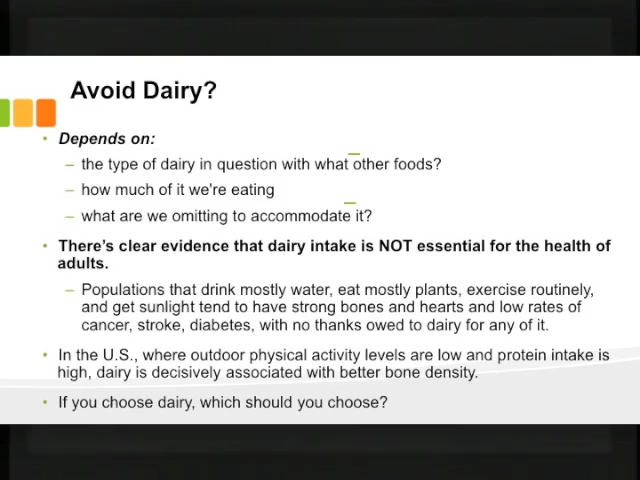 Avoid Dairy?
• Depends on:
– the type of dairy in question with what other foods?
– how much of it we're eating
– what are we omitting to accommodate it?
• There's clear evidence that dairy intake is NOT essential for the health of
adults.
– Populations that drink mostly water, eat mostly plants, exercise routinely,
and get sunlight tend to have strong bones and hearts and low rates of
cancer, stroke, diabetes, with no thanks owed to dairy for any of it.
• In the U.S., where outdoor physical activity levels are low and protein intake is
high, dairy is decisively associated with better bone density.
• If you choose dairy, which should you choose?